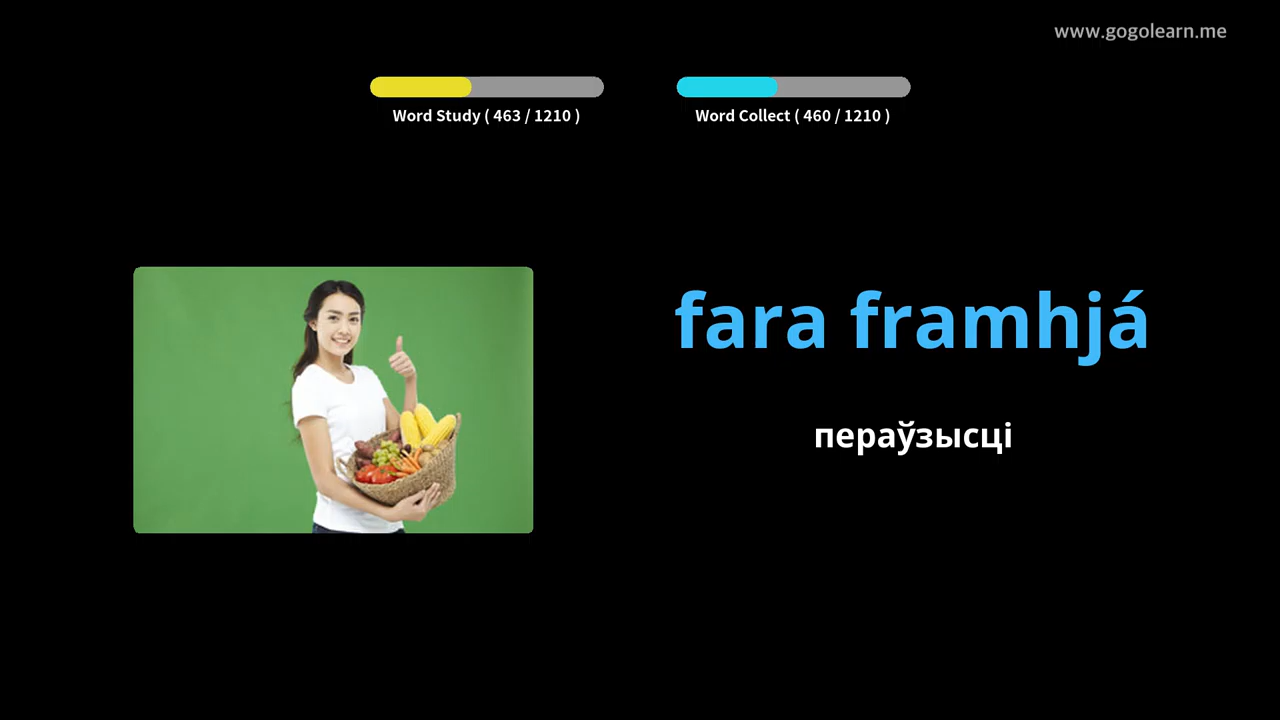 www.gogolearn.me
Word Study ( 463 / 1210 )
Word Collect ( 460 / 1210 )
fara framhjá
пераўзысці